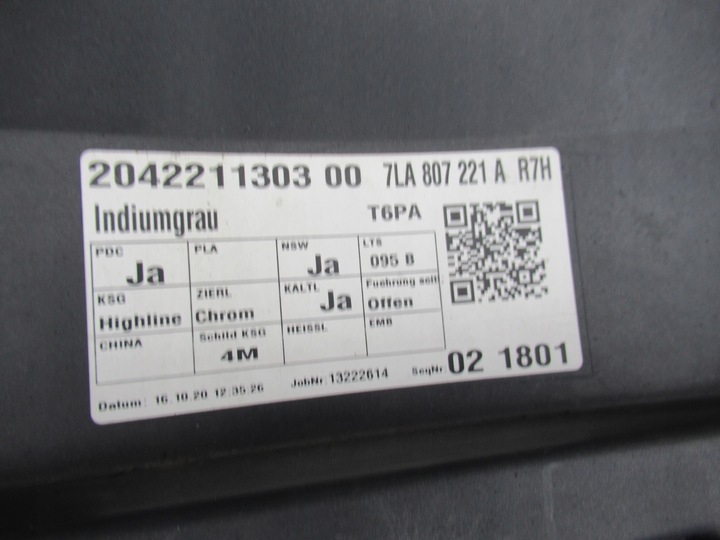 2042211303 00 7LA 807 221 A R7H
Indiumgrau T6PA
PDC Ja PLA NSW Ja LTS 095 B
KSG Highline ZIERL Chrom KALTL Ja Fuehrung seit Offen
CHINA Schild KSG 4M HEISSL EMB
Datum: 16.10.20 12:35:26 JobNr: 13222614 SeqNr 02 1801